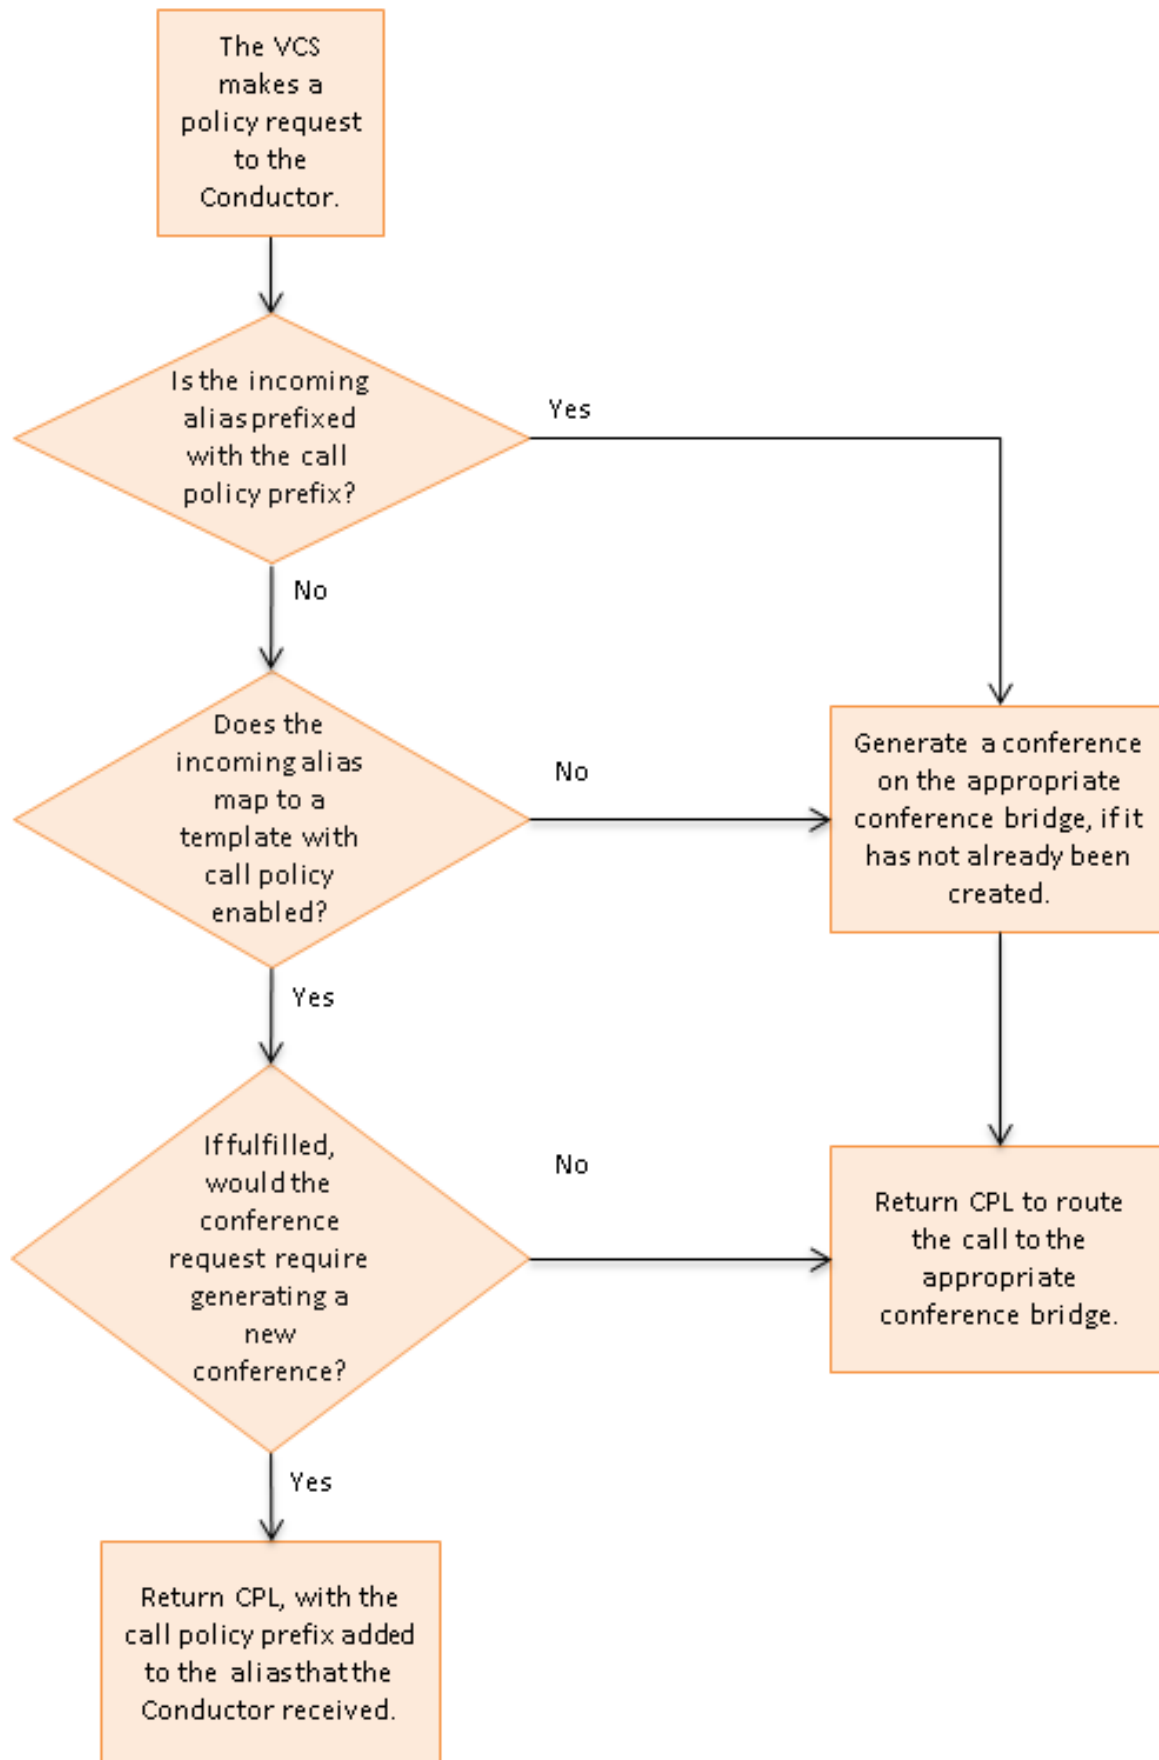 The VCS
makes a
policy request
to the
Conductor.
Is the incoming
alias prefixed
with the call
policy prefix?
Yes
No
Does the
incoming alias
map to a
template with
call policy
enabled?
No
Generate a conference
on the appropriate
conference bridge, if it
has not already been
created.
Yes
If fulfilled,
would the
conference
request require
generating a
new
conference?
No
Return CPL to route
the call to the
appropriate
conference bridge.
Yes
Return CPL, with the
call policy prefix added
to the alias that the
Conductor received.